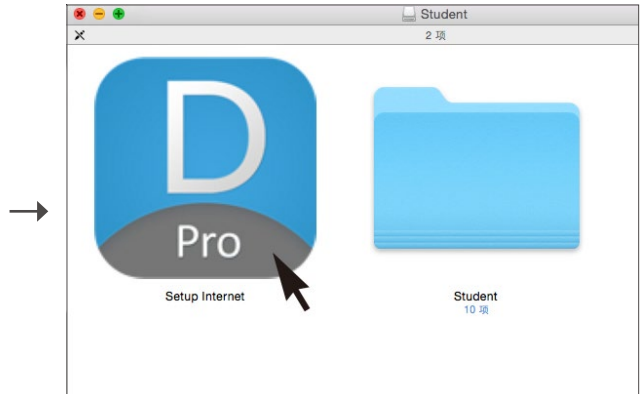 Student
2 项
D
Pro
Setup Internet
Student
10 项